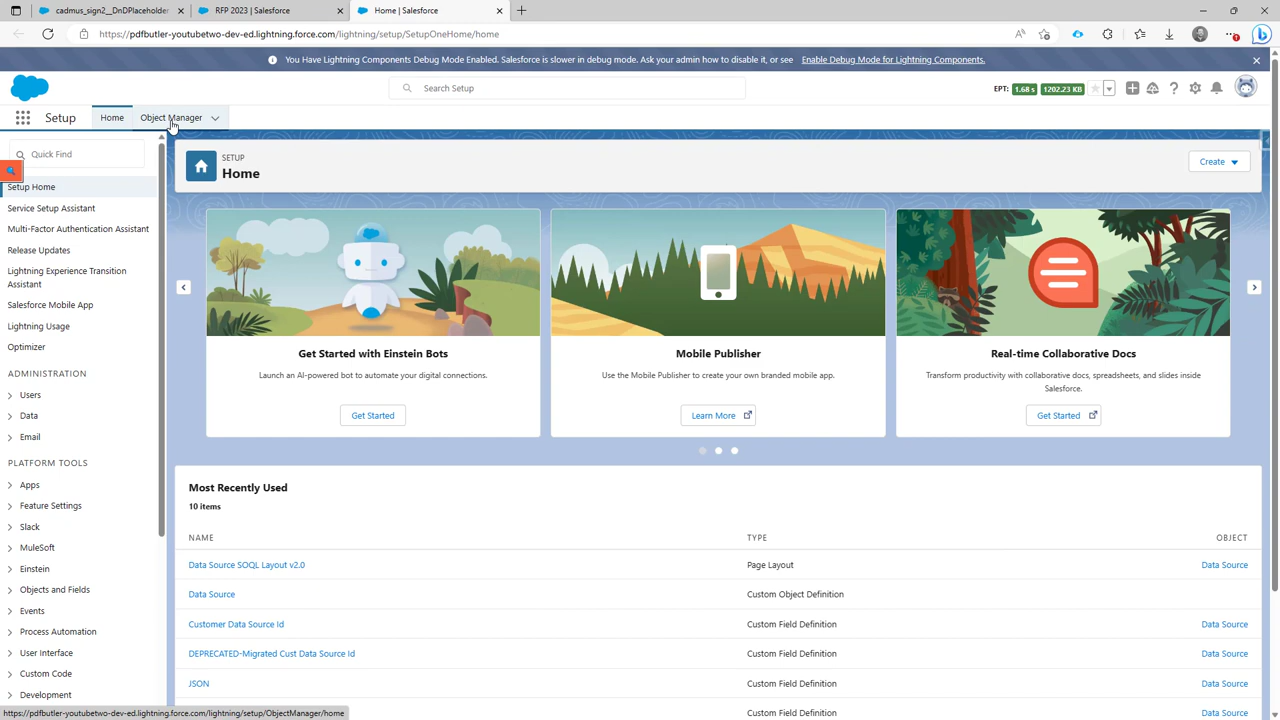 cadmus_sign2__DnDPlaceholder
RFP 2023 | Salesforce
Home | Salesforce
https://pdfbutler-youtubetwo-dev-ed.lightning.force.com/lightning/setup/SetupOneHome/home
You Have Lightning Components Debug Mode Enabled. Salesforce is slower in debug mode. Ask your admin how to disable it, or see Enable Debug Mode for Lightning Components.
Search Setup
EPT: 1.68 s 1202.23 KB
Setup
Home
Object Manager
Quick Find
Setup Home
Service Setup Assistant
Multi-Factor Authentication Assistant
Release Updates
Lightning Experience Transition
Assistant
Salesforce Mobile App
Lightning Usage
Optimizer
ADMINISTRATION
Users
Data
Email
PLATFORM TOOLS
Apps
Feature Settings
Slack
MuleSoft
Einstein
Objects and Fields
Events
Process Automation
User Interface
Custom Code
Development
SETUP
Home
Create
Get Started with Einstein Bots
Launch an AI-powered bot to automate your digital connections.
Get Started
Mobile Publisher
Use the Mobile Publisher to create your own branded mobile app.
Learn More
Real-time Collaborative Docs
Transform productivity with collaborative docs, spreadsheets, and slides inside
Salesforce.
Get Started
Most Recently Used
10 items
NAME TYPE OBJECT
Data Source SOQL Layout v2.0 Page Layout Data Source
Data Source Custom Object Definition
Customer Data Source Id Custom Field Definition Data Source
DEPRECATED-Migrated Cust Data Source Id Custom Field Definition Data Source
JSON Custom Field Definition Data Source
Custom Field Definition Data Source
https://pdfbutler-youtubetwo-dev-ed.lightning.force.com/lightning/setup/ObjectManager/home